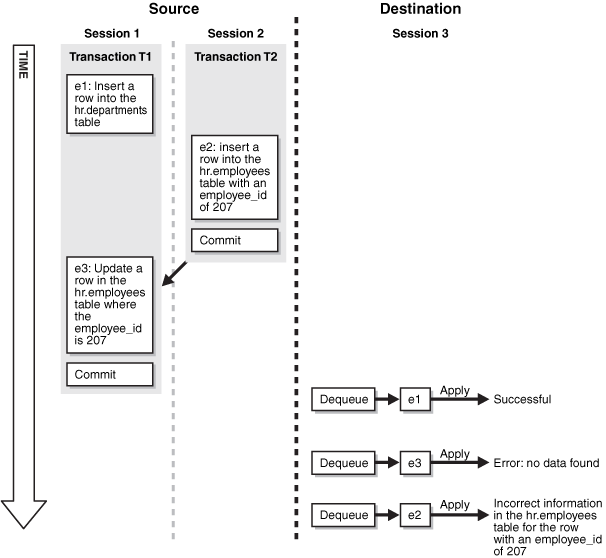 Source
Destination
Session 1
Session 2
Session 3
TIME
Transaction T1
Transaction T2
e1: Insert a
row into the
hr.departments
table
e2: insert a
row into the
hr.employees
table with an
employee_id
of 207
Commit
e3: Update a
row in the
hr.employees
table where
the
employee_id
is 207
Commit
Dequeue
e1
Apply
Successful
Dequeue
e3
Apply
Error: no data found
Dequeue
e2
Apply
Incorrect information
in the hr.employees
table for the row
with an employee_id
of 207